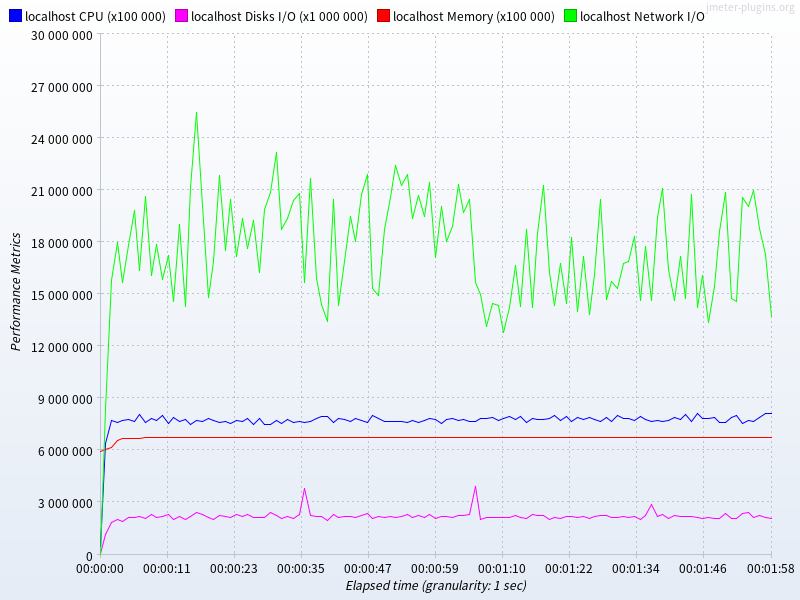 jmeter-plugins.org
localhost CPU (x100 000) localhost Disks I/O (x1 000 000) localhost Memory (x100 000) localhost Network I/O
30 000 000
27 000 000
24 000 000
21 000 000
18 000 000
15 000 000
12 000 000
9 000 000
6 000 000
3 000 000
0
Performance Metrics
00:00:00 00:00:11 00:00:23 00:00:35 00:00:47 00:00:59 00:01:10 00:01:22 00:01:34 00:01:46 00:01:58
Elapsed time (granularity: 1 sec)